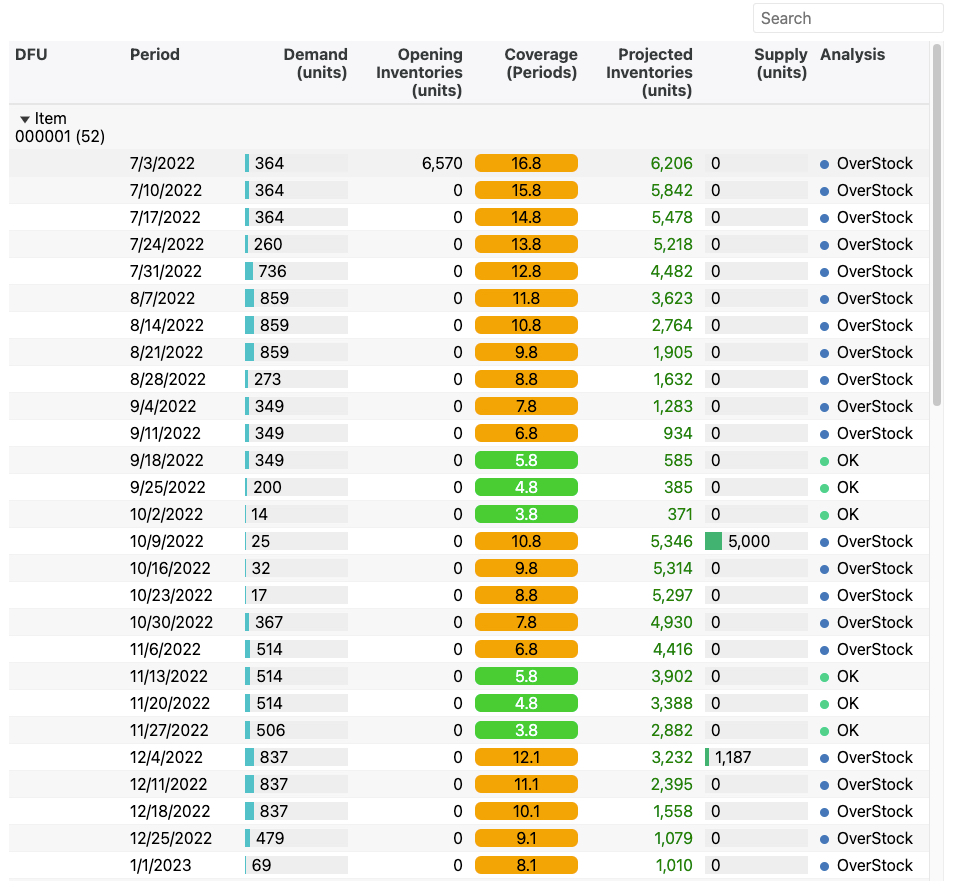 Search
DFU Period Demand (units) Opening Inventories (units) Coverage (Periods) Projected Inventories (units) Supply (units) Analysis
Item 000001 (52)
7/3/2022 364 6,570 16.8 6,206 0 OverStock
7/10/2022 364 0 15.8 5,842 0 OverStock
7/17/2022 364 0 14.8 5,478 0 OverStock
7/24/2022 260 0 13.8 5,218 0 OverStock
7/31/2022 736 0 12.8 4,482 0 OverStock
8/7/2022 859 0 11.8 3,623 0 OverStock
8/14/2022 859 0 10.8 2,764 0 OverStock
8/21/2022 859 0 9.8 1,905 0 OverStock
8/28/2022 273 0 8.8 1,632 0 OverStock
9/4/2022 349 0 7.8 1,283 0 OverStock
9/11/2022 349 0 6.8 934 0 OverStock
9/18/2022 349 0 5.8 585 0 OK
9/25/2022 200 0 4.8 385 0 OK
10/2/2022 14 0 3.8 371 0 OK
10/9/2022 25 0 10.8 5,346 5,000 OverStock
10/16/2022 32 0 9.8 5,314 0 OverStock
10/23/2022 17 0 8.8 5,297 0 OverStock
10/30/2022 367 0 7.8 4,930 0 OverStock
11/6/2022 514 0 6.8 4,416 0 OverStock
11/13/2022 514 0 5.8 3,902 0 OK
11/20/2022 514 0 4.8 3,388 0 OK
11/27/2022 506 0 3.8 2,882 0 OK
12/4/2022 837 0 12.1 3,232 1,187 OverStock
12/11/2022 837 0 11.1 2,395 0 OverStock
12/18/2022 837 0 10.1 1,558 0 OverStock
12/25/2022 479 0 9.1 1,079 0 OverStock
1/1/2023 69 0 8.1 1,010 0 OverStock